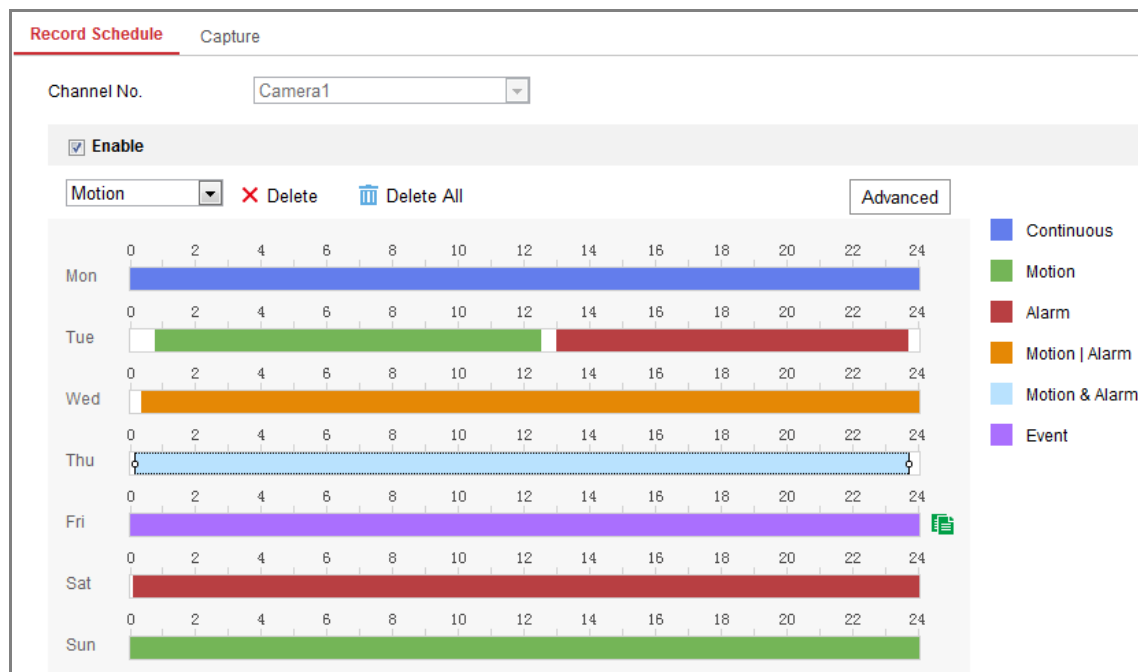 Record Schedule Capture
Channel No. Camera1
Enable
Motion Delete Delete All Advanced
Continuous
0 2 4 6 8 10 12 14 16 18 20 22 24
Mon
Motion
0 2 4 6 8 10 12 14 16 18 20 22 24
Alarm
Tue
Motion | Alarm
0 2 4 6 8 10 12 14 16 18 20 22 24
Wed
Motion & Alarm
0 2 4 6 8 10 12 14 16 18 20 22 24
Event
Thu
0 2 4 6 8 10 12 14 16 18 20 22 24
Fri
0 2 4 6 8 10 12 14 16 18 20 22 24
Sat
0 2 4 6 8 10 12 14 16 18 20 22 24
Sun